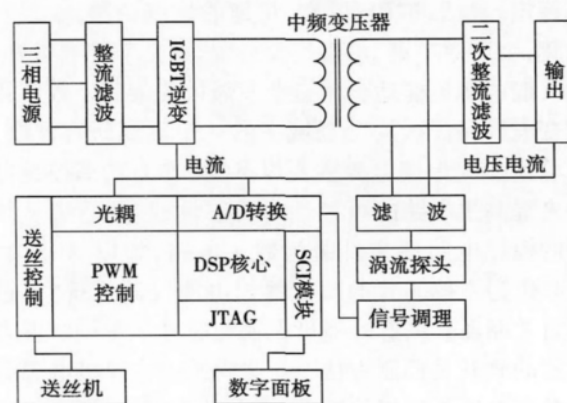 中频变压器
三相电源
整流滤波
IGBT逆变
二次整流滤波
输出
电流
电压电流
送丝控制
光耦
A/D转换
滤 波
PWM
控制
DSP核心
SCI模块
涡流探头
JTAG
信号调理
送丝机
数字面板